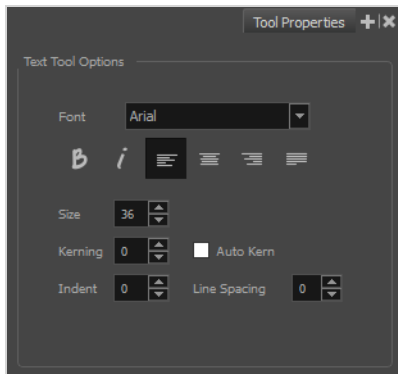 Tool Properties
Text Tool Options
Font Arial
B i
Size 36
Kerning 0 Auto Kern
Indent 0 Line Spacing 0